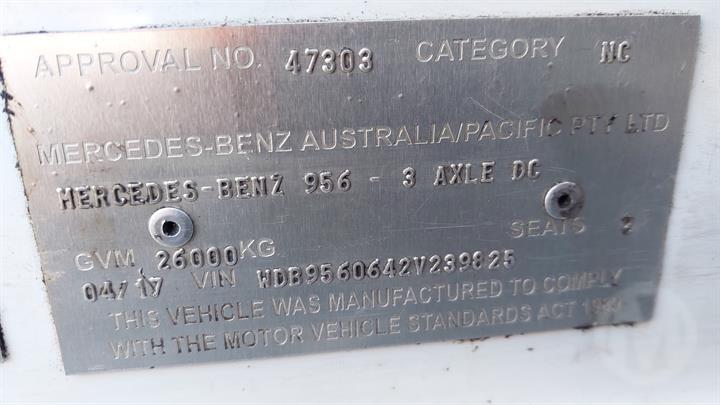 APPROVAL NO. 47303 CATEGORY NC
MERCEDES-BENZ AUSTRALIA/PACIFIC PTY LTD
MERCEDES-BENZ 956 - 3 AXLE DC
SEATS 2
GVM 26000KG
04/17 VIN WDB9560642V239825
THIS VEHICLE WAS MANUFACTURED TO COMPLY
WITH THE MOTOR VEHICLE STANDARDS ACT 1989